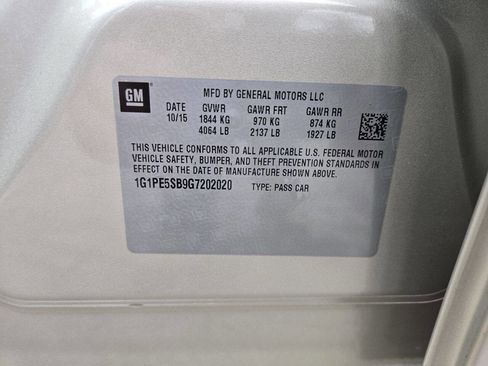 GM
MFD BY GENERAL MOTORS LLC
DATE GVWR GAWR FRT GAWR RR
10/15 1844 KG 970 KG 874 KG
4064 LB 2137 LB 1927 LB
THIS VEHICLE CONFORMS TO ALL APPLICABLE U.S. FEDERAL MOTOR
VEHICLE SAFETY, BUMPER, AND THEFT PREVENTION STANDARDS IN
EFFECT ON THE DATE OF MANUFACTURE SHOWN ABOVE.
1G1PE5SB9G7202020 TYPE: PASS CAR